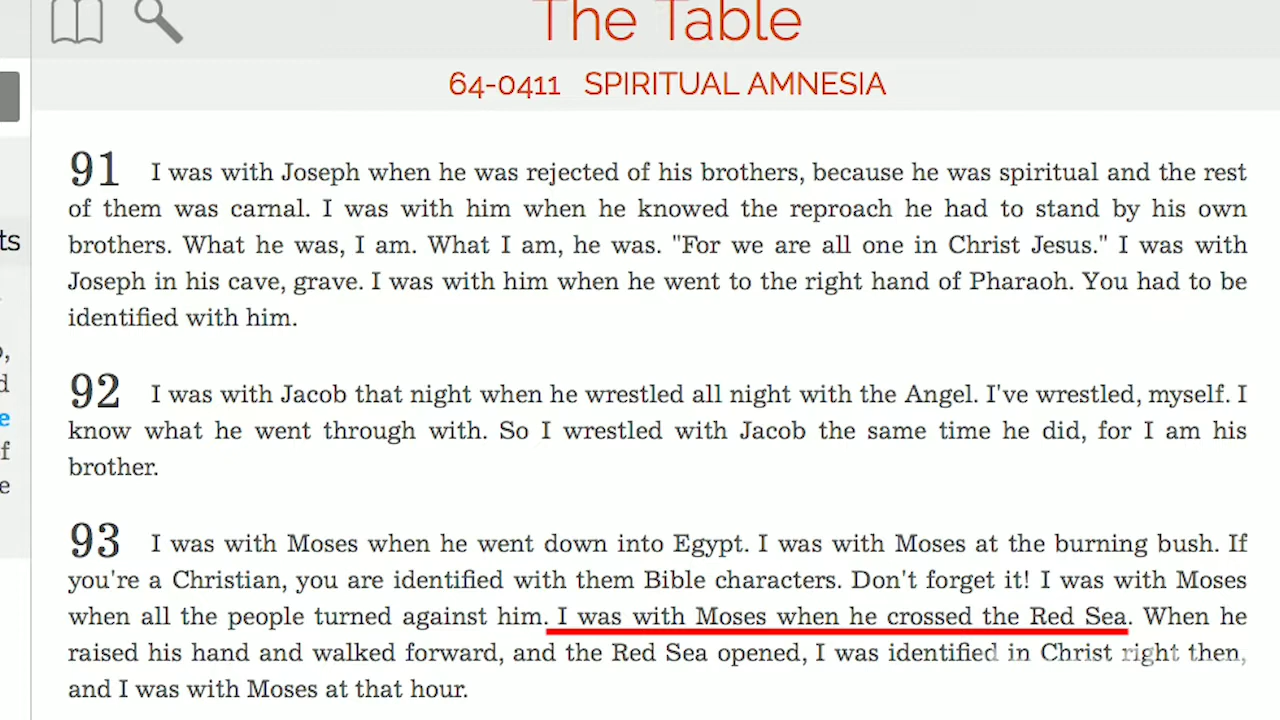 The Table
64-0411 SPIRITUAL AMNESIA
91 I was with Joseph when he was rejected of his brothers, because he was spiritual and the rest
of them was carnal. I was with him when he knowed the reproach he had to stand by his own
brothers. What he was, I am. What I am, he was. "For we are all one in Christ Jesus." I was with
Joseph in his cave, grave. I was with him when he went to the right hand of Pharaoh. You had to be
identified with him.
92 I was with Jacob that night when he wrestled all night with the Angel. I've wrestled, myself. I
know what he went through with. So I wrestled with Jacob the same time he did, for I am his
brother.
93 I was with Moses when he went down into Egypt. I was with Moses at the burning bush. If
you're a Christian, you are identified with them Bible characters. Don't forget it! I was with Moses
when all the people turned against him. I was with Moses when he crossed the Red Sea. When he
raised his hand and walked forward, and the Red Sea opened, I was identified in Christ right then,
and I was with Moses at that hour.